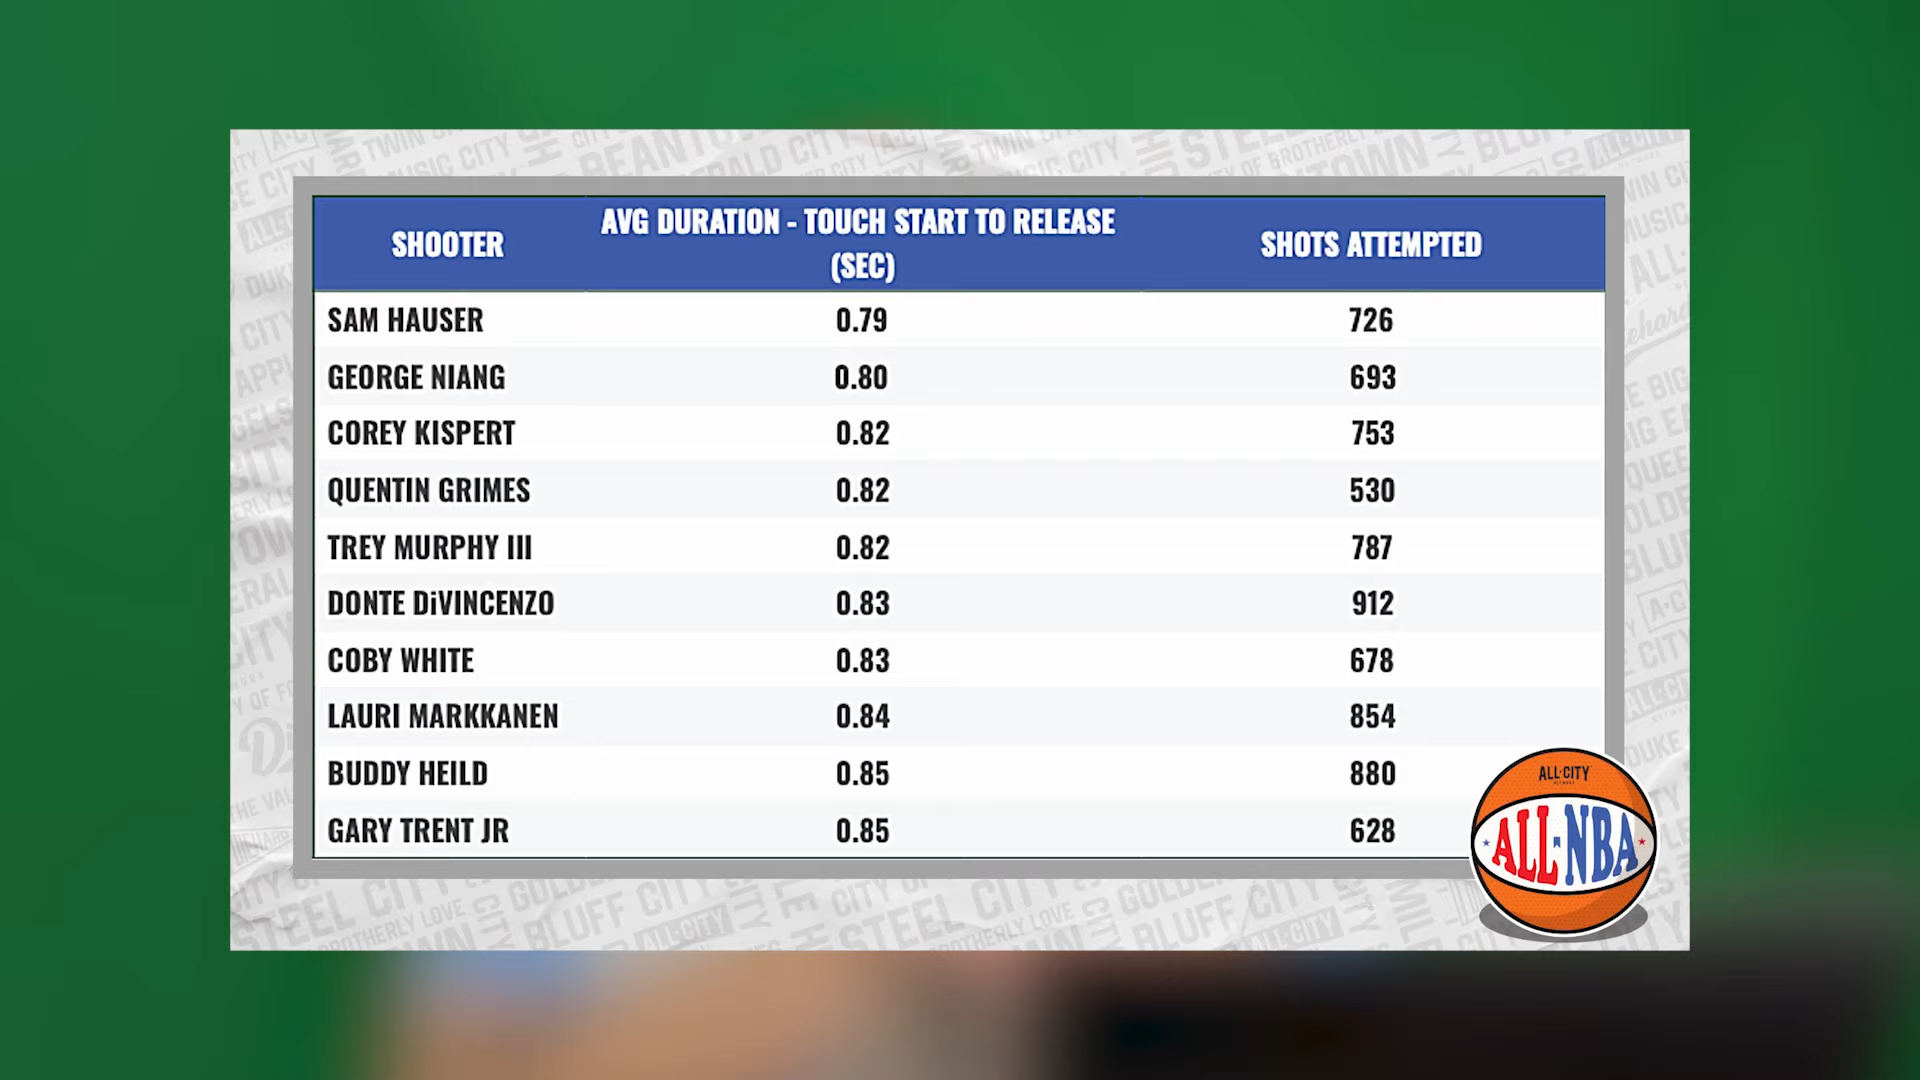 SHOOTER
AVG DURATION - TOUCH START TO RELEASE
(SEC)
SHOTS ATTEMPTED
SAM HAUSER 0.79 726
GEORGE NIANG 0.80 693
COREY KISPERT 0.82 753
QUENTIN GRIMES 0.82 530
TREY MURPHY III 0.82 787
DONTE DiVINCENZO 0.83 912
COBY WHITE 0.83 678
LAURI MARKKANEN 0.84 854
BUDDY HEILD 0.85 880
GARY TRENT JR 0.85 628
ALL·CITY
NETWORK
ALL-NBA